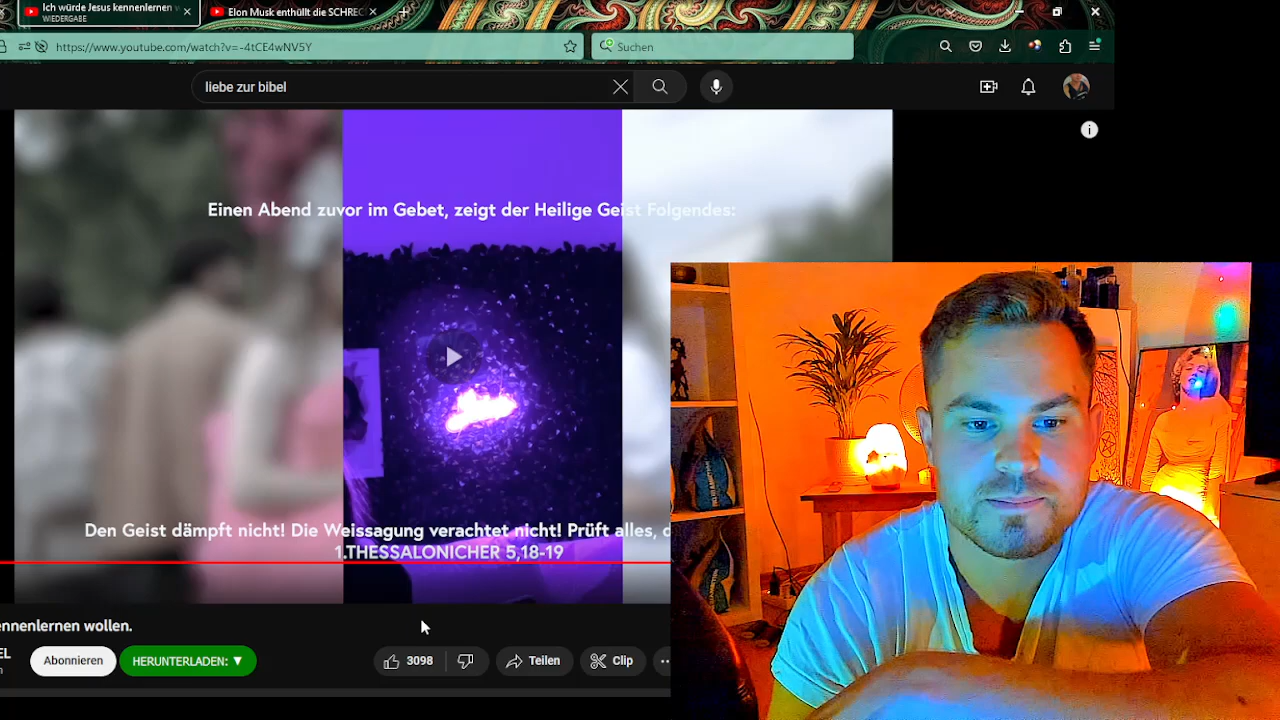 Ich würde Jesus kennenlernen w
WIEDERGABE
Elon Musk enthüllt die SCHREC
https://www.youtube.com/watch?v=-4tCE4wNV5Y
Suchen
liebe zur bibel
Einen Abend zuvor im Gebet, zeigt der Heilige Geist Folgendes:
Den Geist dämpft nicht! Die Weissagung verachtet nicht! Prüft alles, d
1.THESSALONICHER 5,18-19
ennenlernen wollen.
EL
Abonnieren
HERUNTERLADEN: ▼
3098
Teilen
Clip